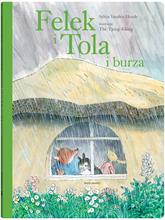 Felek
i Tola
i burza
Sylvia Vanden Heede
Thé Tjong-Khing